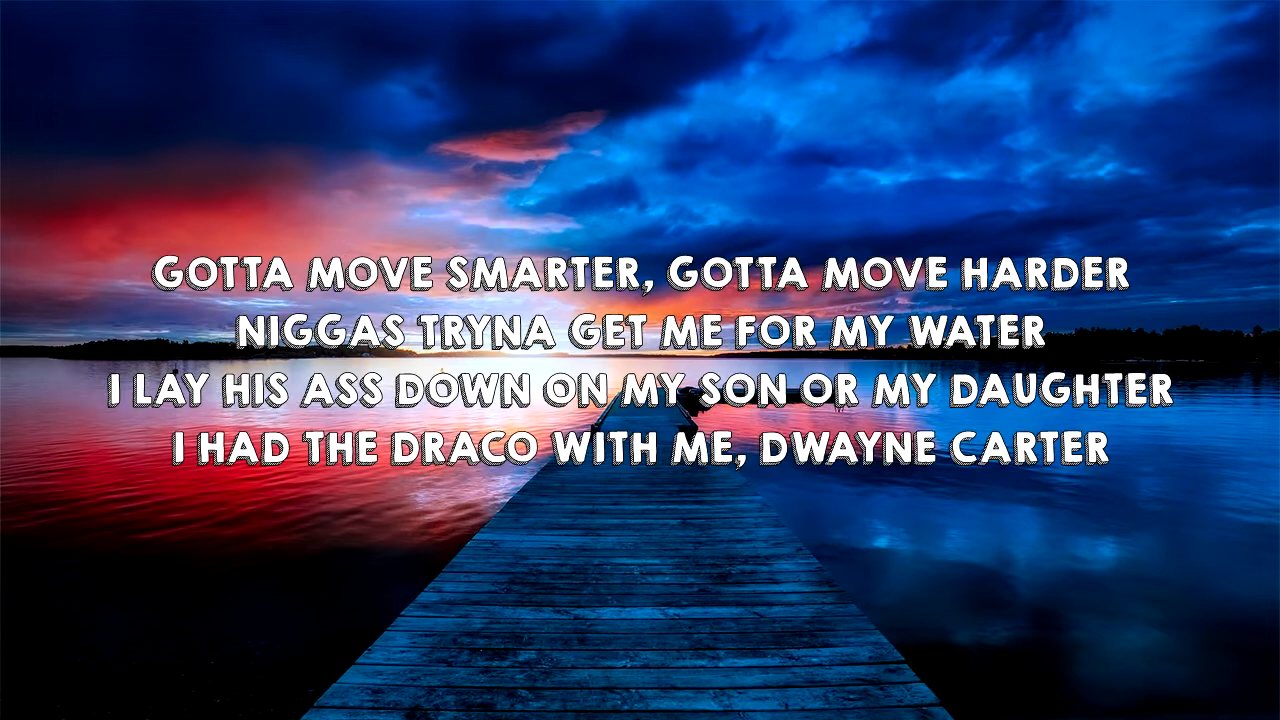 GOTTA MOVE SMARTER, GOTTA MOVE HARDER
NIGGAS TRYNA GET ME FOR MY WATER
I LAY HIS ASS DOWN ON MY SON OR MY DAUGHTER
I HAD THE DRACO WITH ME, DWAYNE CARTER